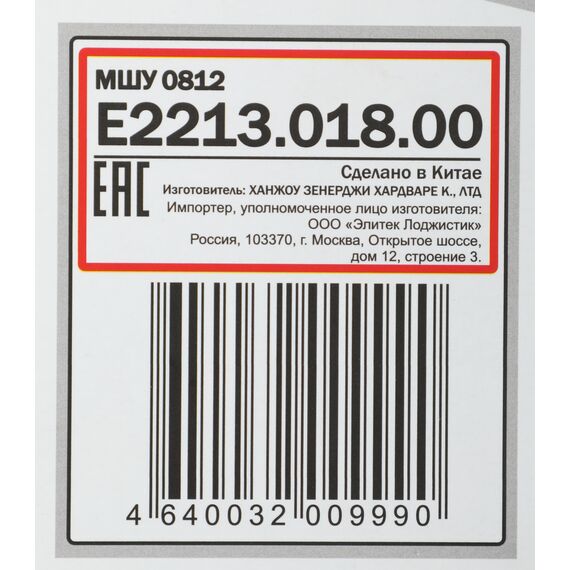 МШУ 0812
E2213.018.00
EAC
Сделано в Китае
Изготовитель: ХАНЖОУ ЗЕНЕРДЖИ ХАРДВАРЕ К., ЛТД
Импортер, уполномоченное лицо изготовителя:
ООО «Элитек Лоджистик»
Россия, 103370, г. Москва, Открытое шоссе,
дом 12, строение 3.
4 640032 009990